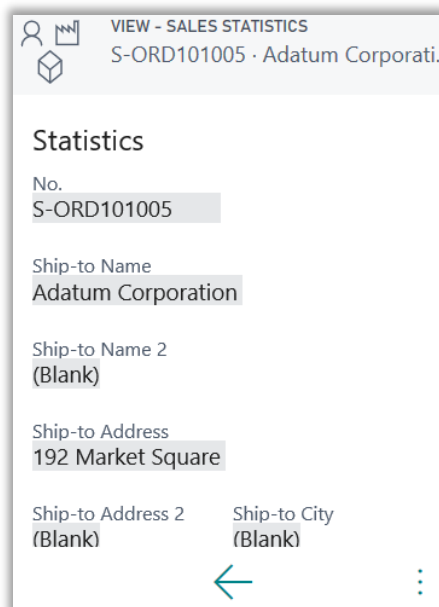 VIEW - SALES STATISTICS
S-ORD101005 · Adatum Corporati.
Statistics
No.
S-ORD101005
Ship-to Name
Adatum Corporation
Ship-to Name 2
(Blank)
Ship-to Address
192 Market Square
Ship-to Address 2 Ship-to City
(Blank) (Blank)